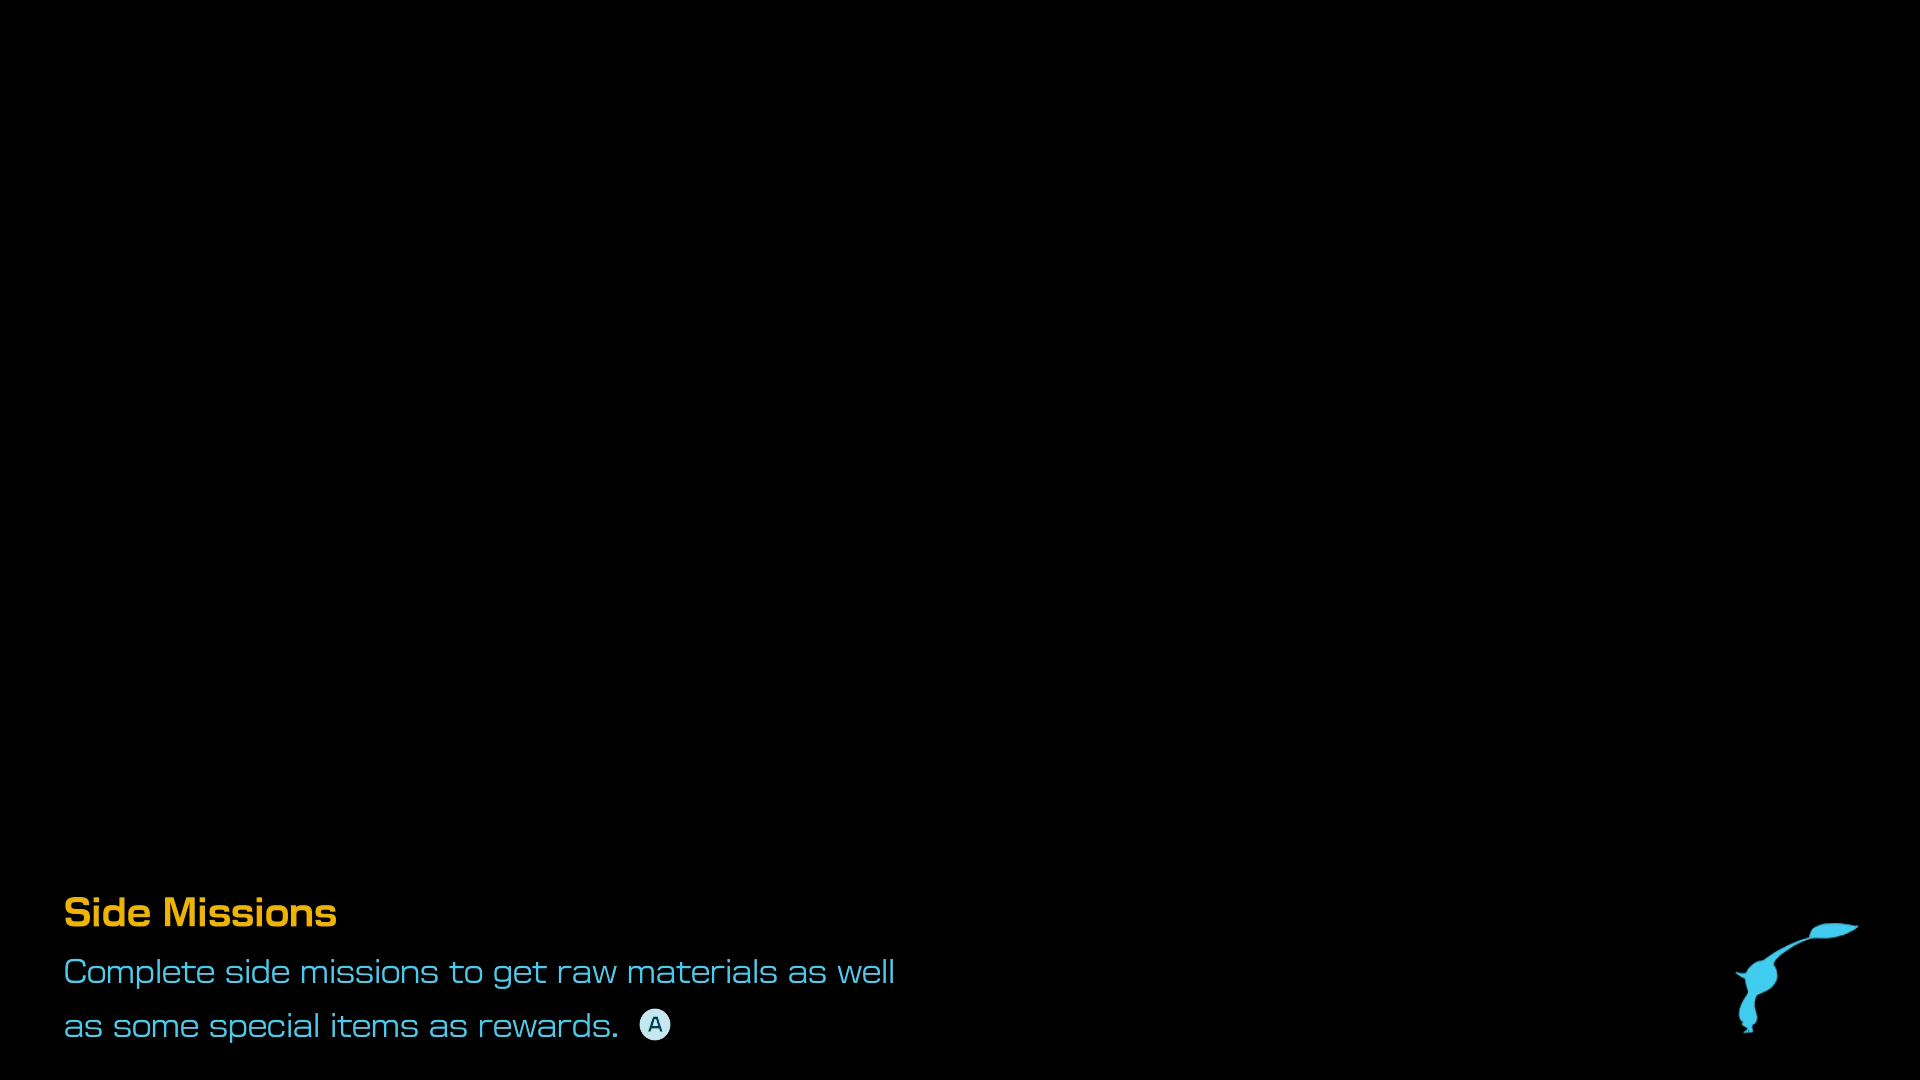 Side Missions
Complete side missions to get raw materials as well
as some special items as rewards. A